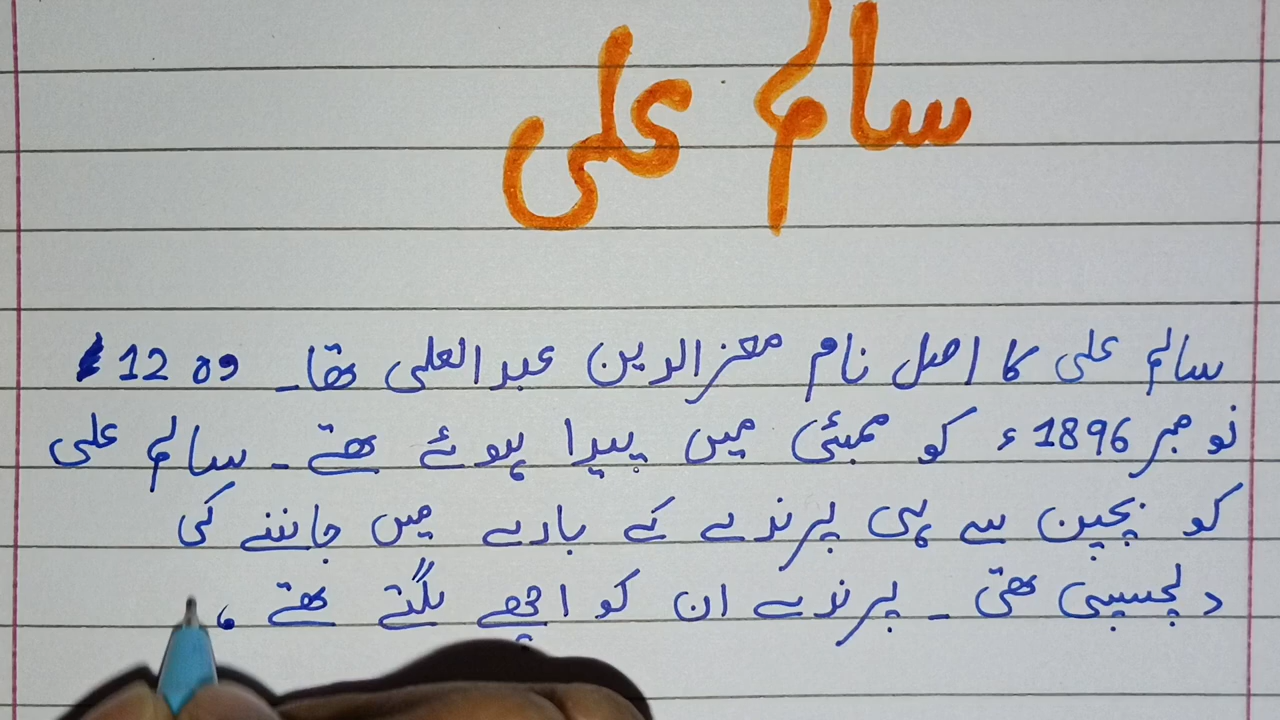 سالم علی
سالم علی کا اصل نام معزالدین عبدالعلی تھا۔ وہ 12
نومبر 1896ء کو ممبئی میں پیدا ہوئے تھے۔ سالم علی
کو بچپن سے ہی پرندے کے بارے میں جاننے کی
دلچسپی تھی۔ پرندے ان کو اچھے لگتے تھے،